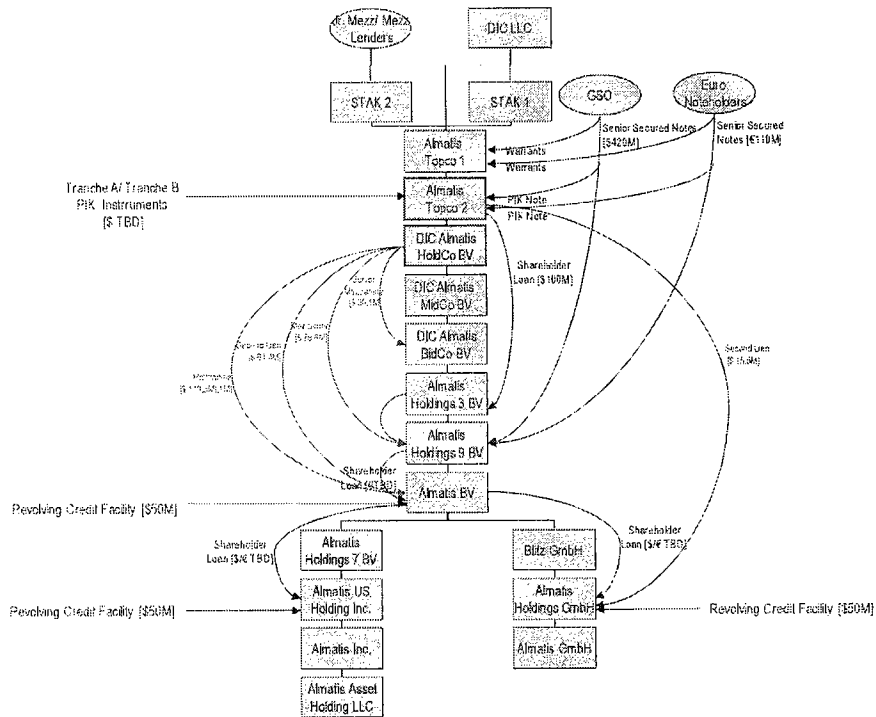 Jr. Mezz/ Mezz
Lenders
DIC LLC
STAK 2
STAK 1
GSO
Euro
Noteholders
Almatis
Topco 1
Warrants
Warrants
Senior Secured Notes
[$420M]
Senior Secured
Notes [€110M]
Tranche A/ Tranche B
PIK Instruments
[$ TBD]
Almatis
Topco 2
PIK Note
PIK Note
DIC Almatis
HoldCo BV
Shareholder
Loan [$100M]
DIC Almatis
MidCo BV
DIC Almatis
BidCo BV
Second Lien
Almatis
Holdings 3 BV
Almatis
Holdings 9 BV
Shareholder
Loan [€TBD]
Almatis BV
Revolving Credit Facility [$50M]
Shareholder
Loan [$/€ TBD]
Almatis
Holdings 7 BV
Blitz GmbH
Shareholder
Loan [$/€ TBD]
Revolving Credit Facility [$50M]
Almatis US
Holding Inc.
Almatis
Holdings GmbH
Revolving Credit Facility [$50M]
Almatis Inc.
Almatis GmbH
Almatis Asset
Holding LLC